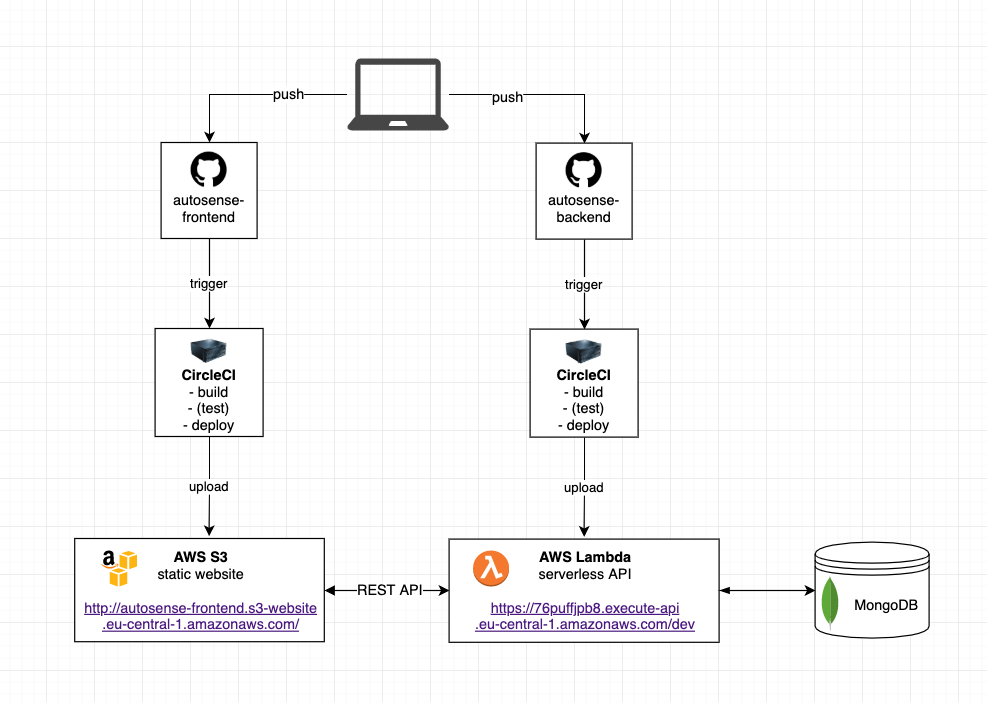 push
push
autosense-
frontend
autosense-
backend
trigger
trigger
CircleCI
- build
- (test)
- deploy
CircleCI
- build
- (test)
- deploy
upload
upload
a
AWS S3
static website
http://autosense-frontend.s3-website
.eu-central-1.amazonaws.com/
REST API
λ
AWS Lambda
serverless API
https://76puffjpb8.execute-api
.eu-central-1.amazonaws.com/dev
MongoDB